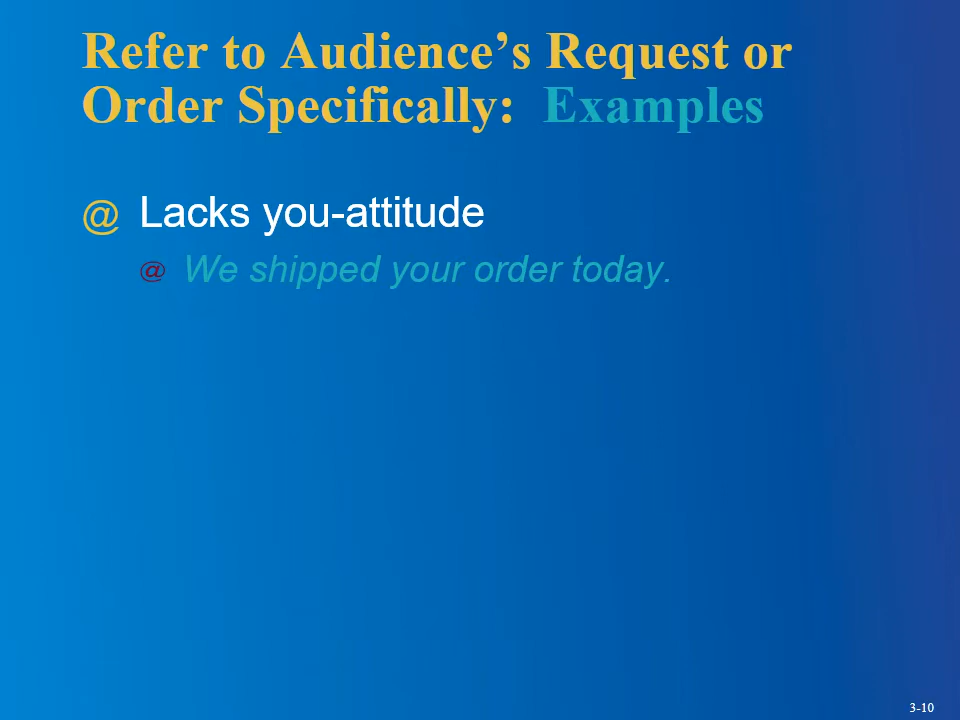 Refer to Audience’s Request or
Order Specifically: Examples
@ Lacks you-attitude
@ We shipped your order today.
3-10